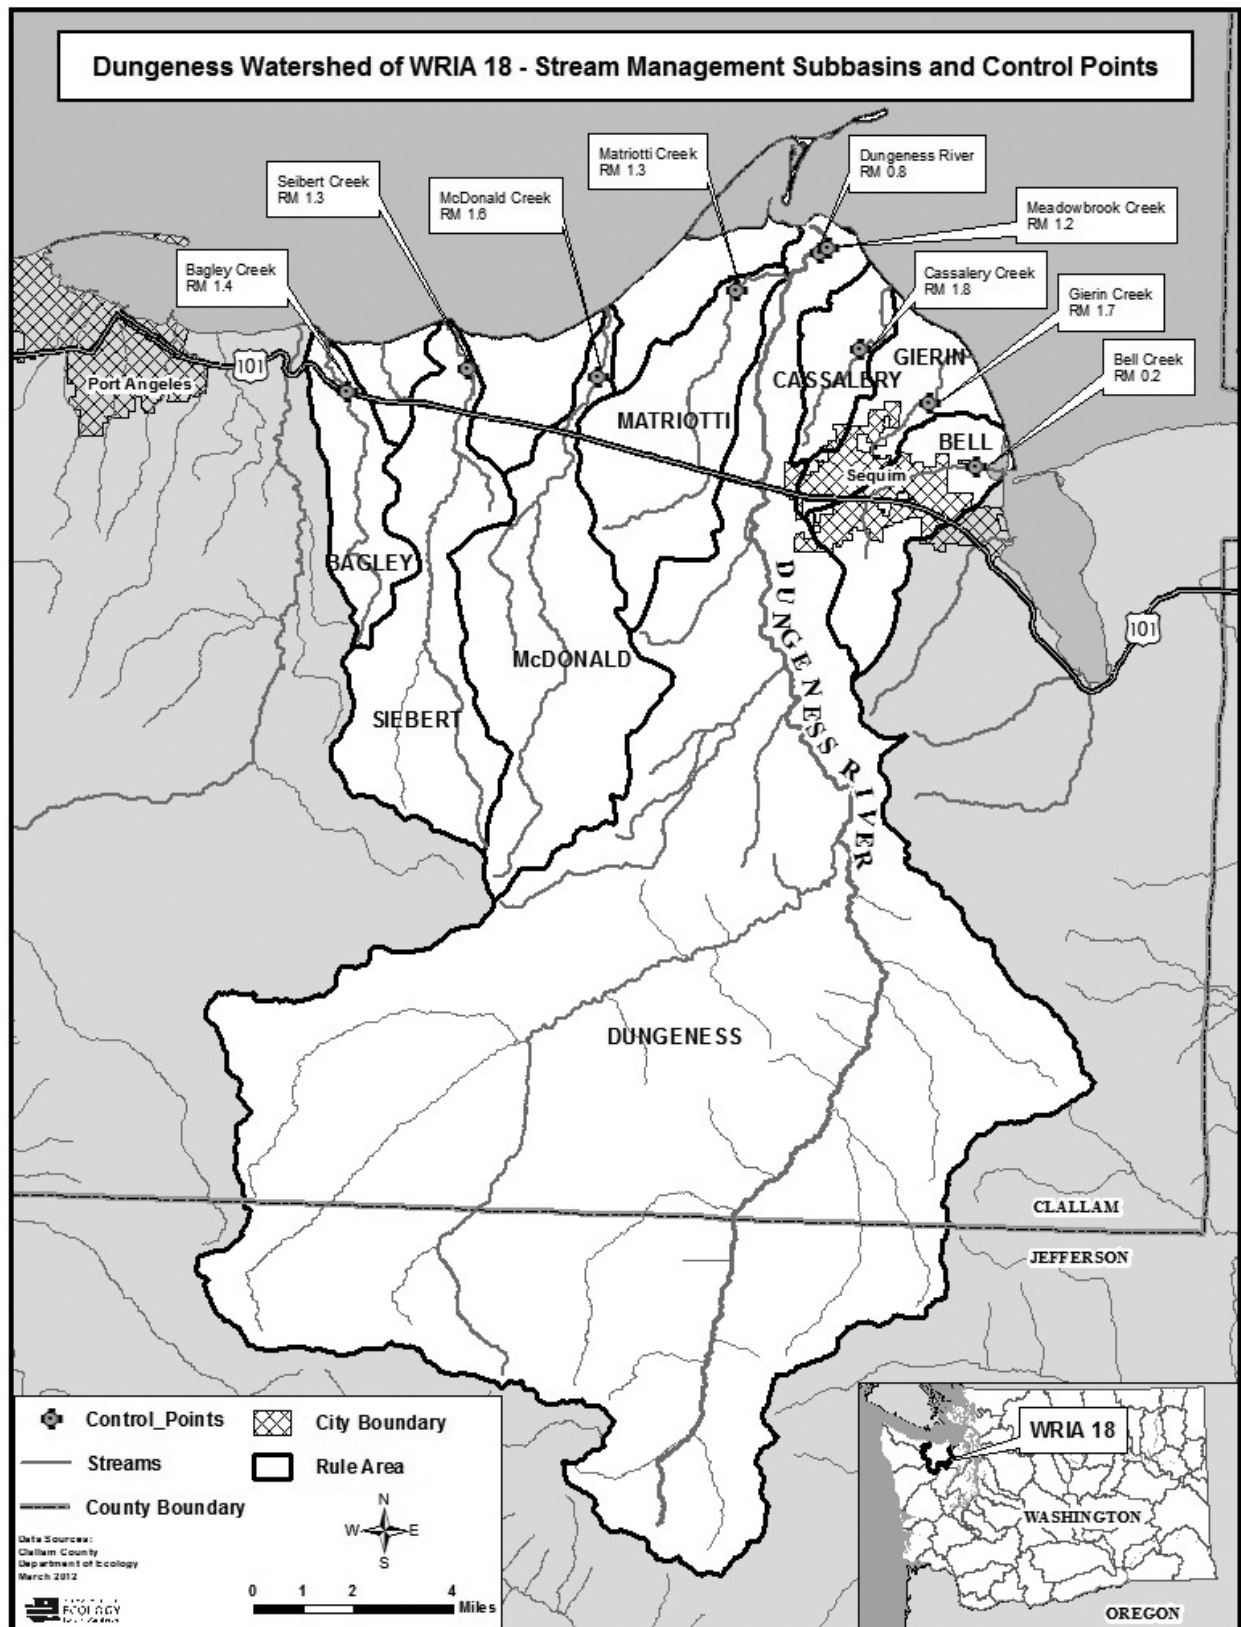 Dungeness Watershed of WRIA 18 - Stream Management Subbasins and Control Points
Matriotti Creek
RM 1.3
Dungeness River
RM 0.8
Seibert Creek
RM 1.3
McDonald Creek
RM 1.6
Meadowbrook Creek
RM 1.2
Bagley Creek
RM 1.4
Cassalery Creek
RM 1.8
Gierin Creek
RM 1.7
Bell Creek
RM 0.2
101
Port Angeles
GIERIN
CASSALERY
MATRIOTTI
BELL
Sequim
BAGLEY
DUNGENESS RIVER
101
McDONALD
SIEBERT
DUNGENESS
CLALLAM
JEFFERSON
Control_Points
City Boundary
Streams
Rule Area
County Boundary
N
W E
S
Data Sources:
Clallam County
Department of Ecology
March 2012
0 1 2 4
Miles
ECOLOGY
WRIA 18
WASHINGTON
OREGON